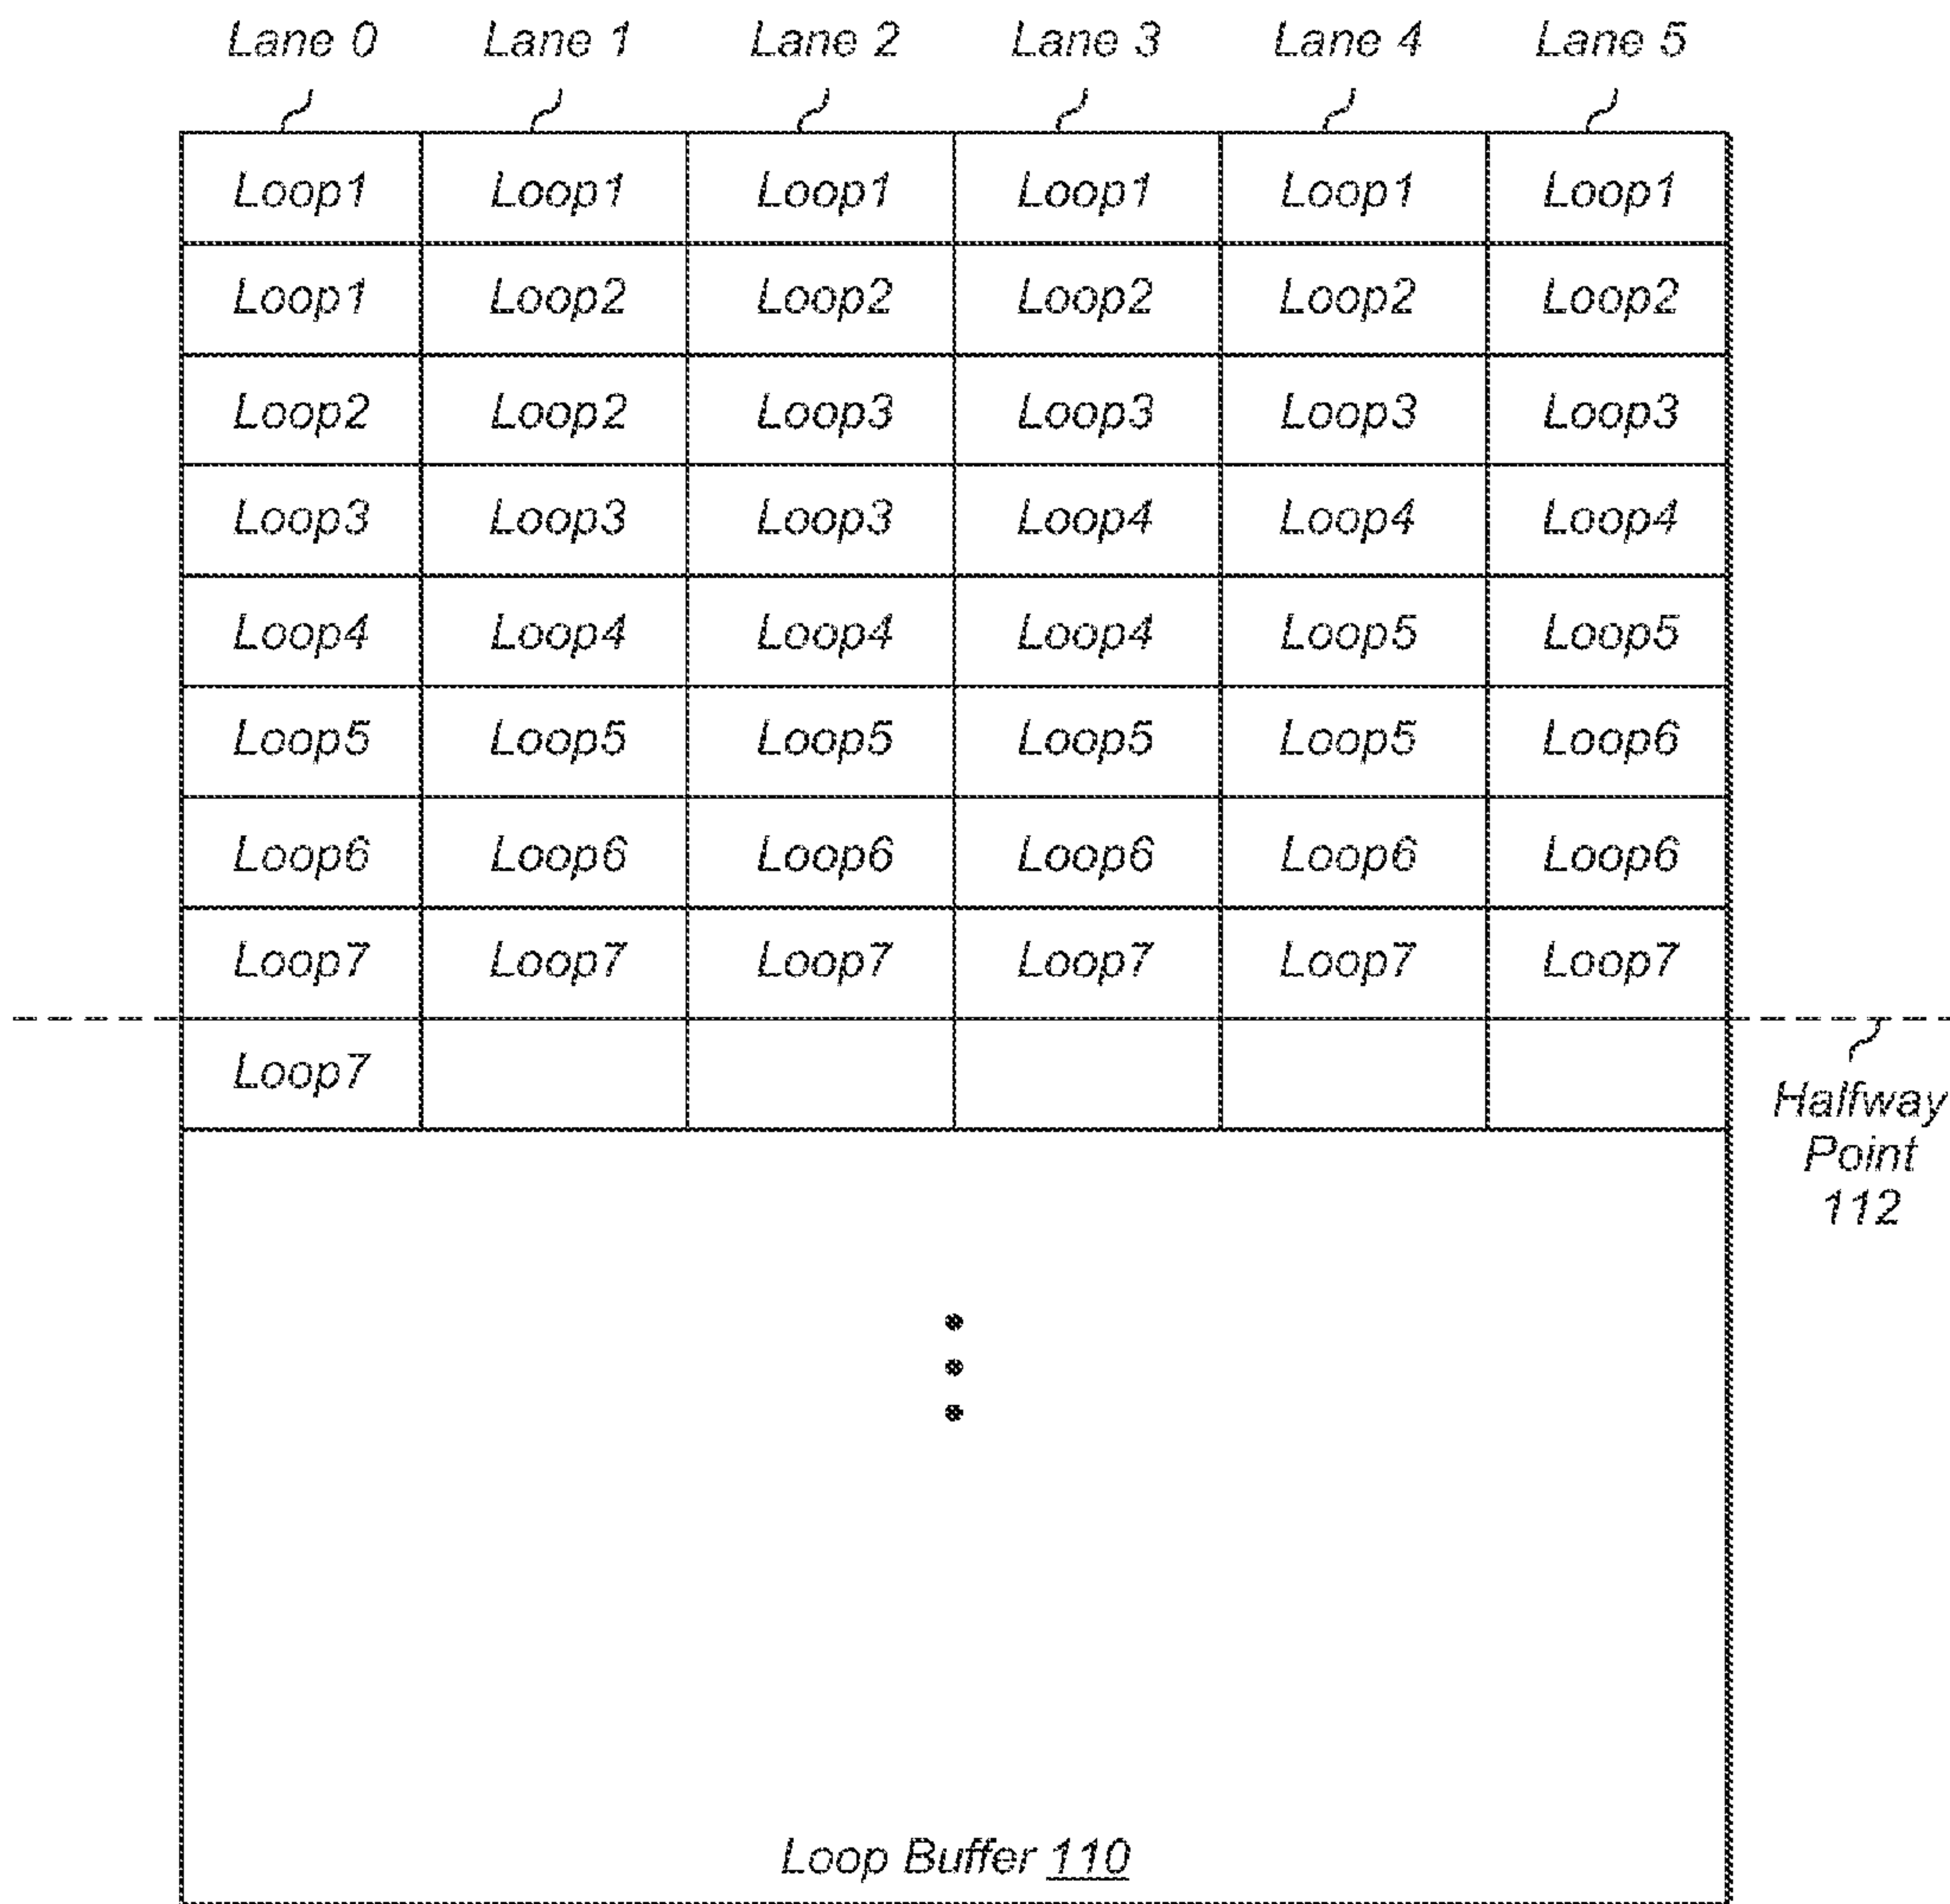 Lane 0 Lane 1 Lane 2 Lane 3 Lane 4 Lane 5
Loop1 Loop1 Loop1 Loop1 Loop1 Loop1
Loop1 Loop2 Loop2 Loop2 Loop2 Loop2
Loop2 Loop2 Loop3 Loop3 Loop3 Loop3
Loop3 Loop3 Loop3 Loop4 Loop4 Loop4
Loop4 Loop4 Loop4 Loop4 Loop5 Loop5
Loop5 Loop5 Loop5 Loop5 Loop5 Loop6
Loop6 Loop6 Loop6 Loop6 Loop6 Loop6
Loop7 Loop7 Loop7 Loop7 Loop7 Loop7
Loop7
Halfway
Point
112
Loop Buffer 110